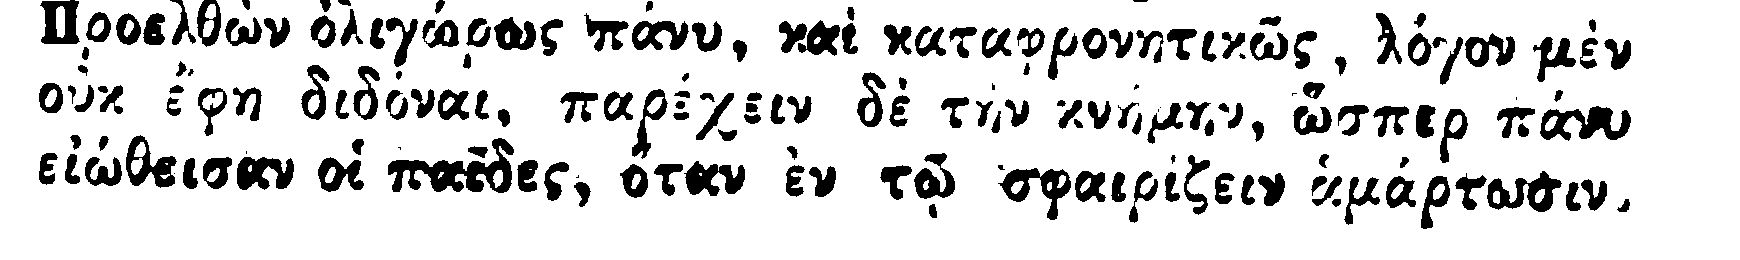 Προελθὼν ὀλιγώρως πάνυ, καὶ καταφρονητικῶς, λόγον μὲν
οὐκ ἔφη διδόναι, παρέχειν δὲ τὴν κνήμην, ὥσπερ πάνυ
εἰώθεισαν οἱ παῖδες, ὅταν ἐν τῷ σφαιρίζειν ἁμάρτωσιν.